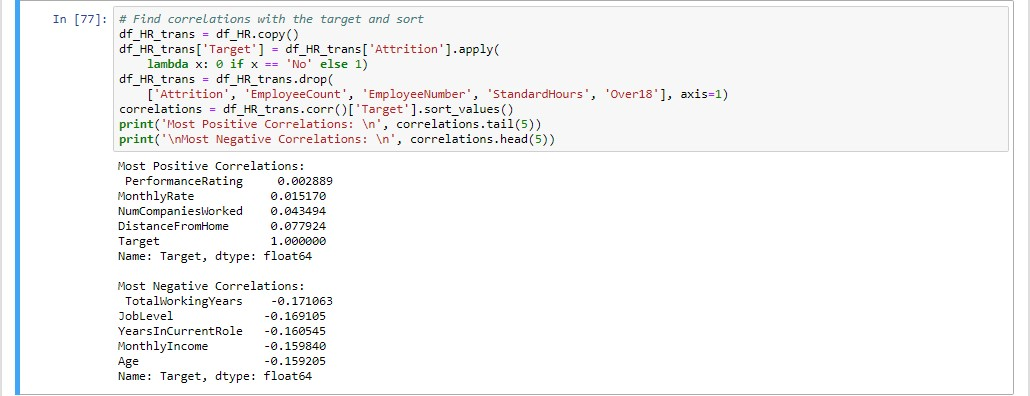 In [77]: # Find correlations with the target and sort
df_HR_trans = df_HR.copy()
df_HR_trans['Target'] = df_HR_trans['Attrition'].apply(
    lambda x: 0 if x == 'No' else 1)
df_HR_trans = df_HR_trans.drop(
    ['Attrition', 'EmployeeCount', 'EmployeeNumber', 'StandardHours', 'Over18'], axis=1)
correlations = df_HR_trans.corr()['Target'].sort_values()
print('Most Positive Correlations: \n', correlations.tail(5))
print('\nMost Negative Correlations: \n', correlations.head(5))
Most Positive Correlations:
 PerformanceRating     0.002889
MonthlyRate           0.015170
NumCompaniesWorked    0.043494
DistanceFromHome      0.077924
Target                1.000000
Name: Target, dtype: float64
Most Negative Correlations:
 TotalWorkingYears    -0.171063
JobLevel             -0.169105
YearsInCurrentRole   -0.160545
MonthlyIncome        -0.159840
Age                  -0.159205
Name: Target, dtype: float64